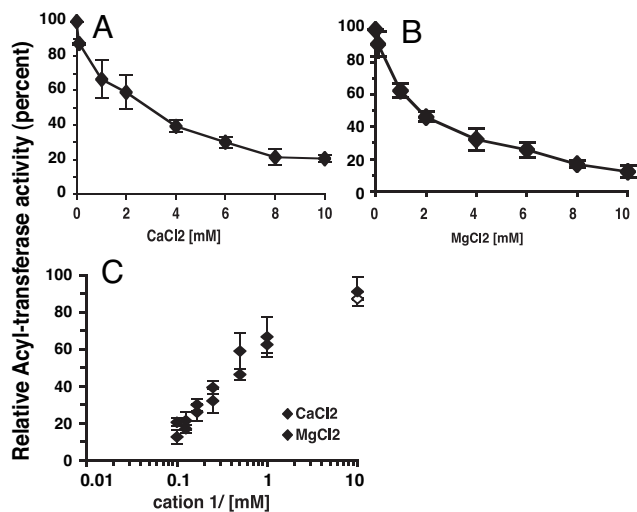 Relative Acyl-transferase activity (percent)
A
100
80
60
40
20
0
0 2 4 6 8 10
CaCl2 [mM]
B
100
80
60
40
20
0
0 2 4 6 8 10
MgCl2 [mM]
C
100
80
60
40
20
0
CaCl2
MgCl2
0.01 0.1 1 10
cation 1/ [mM]